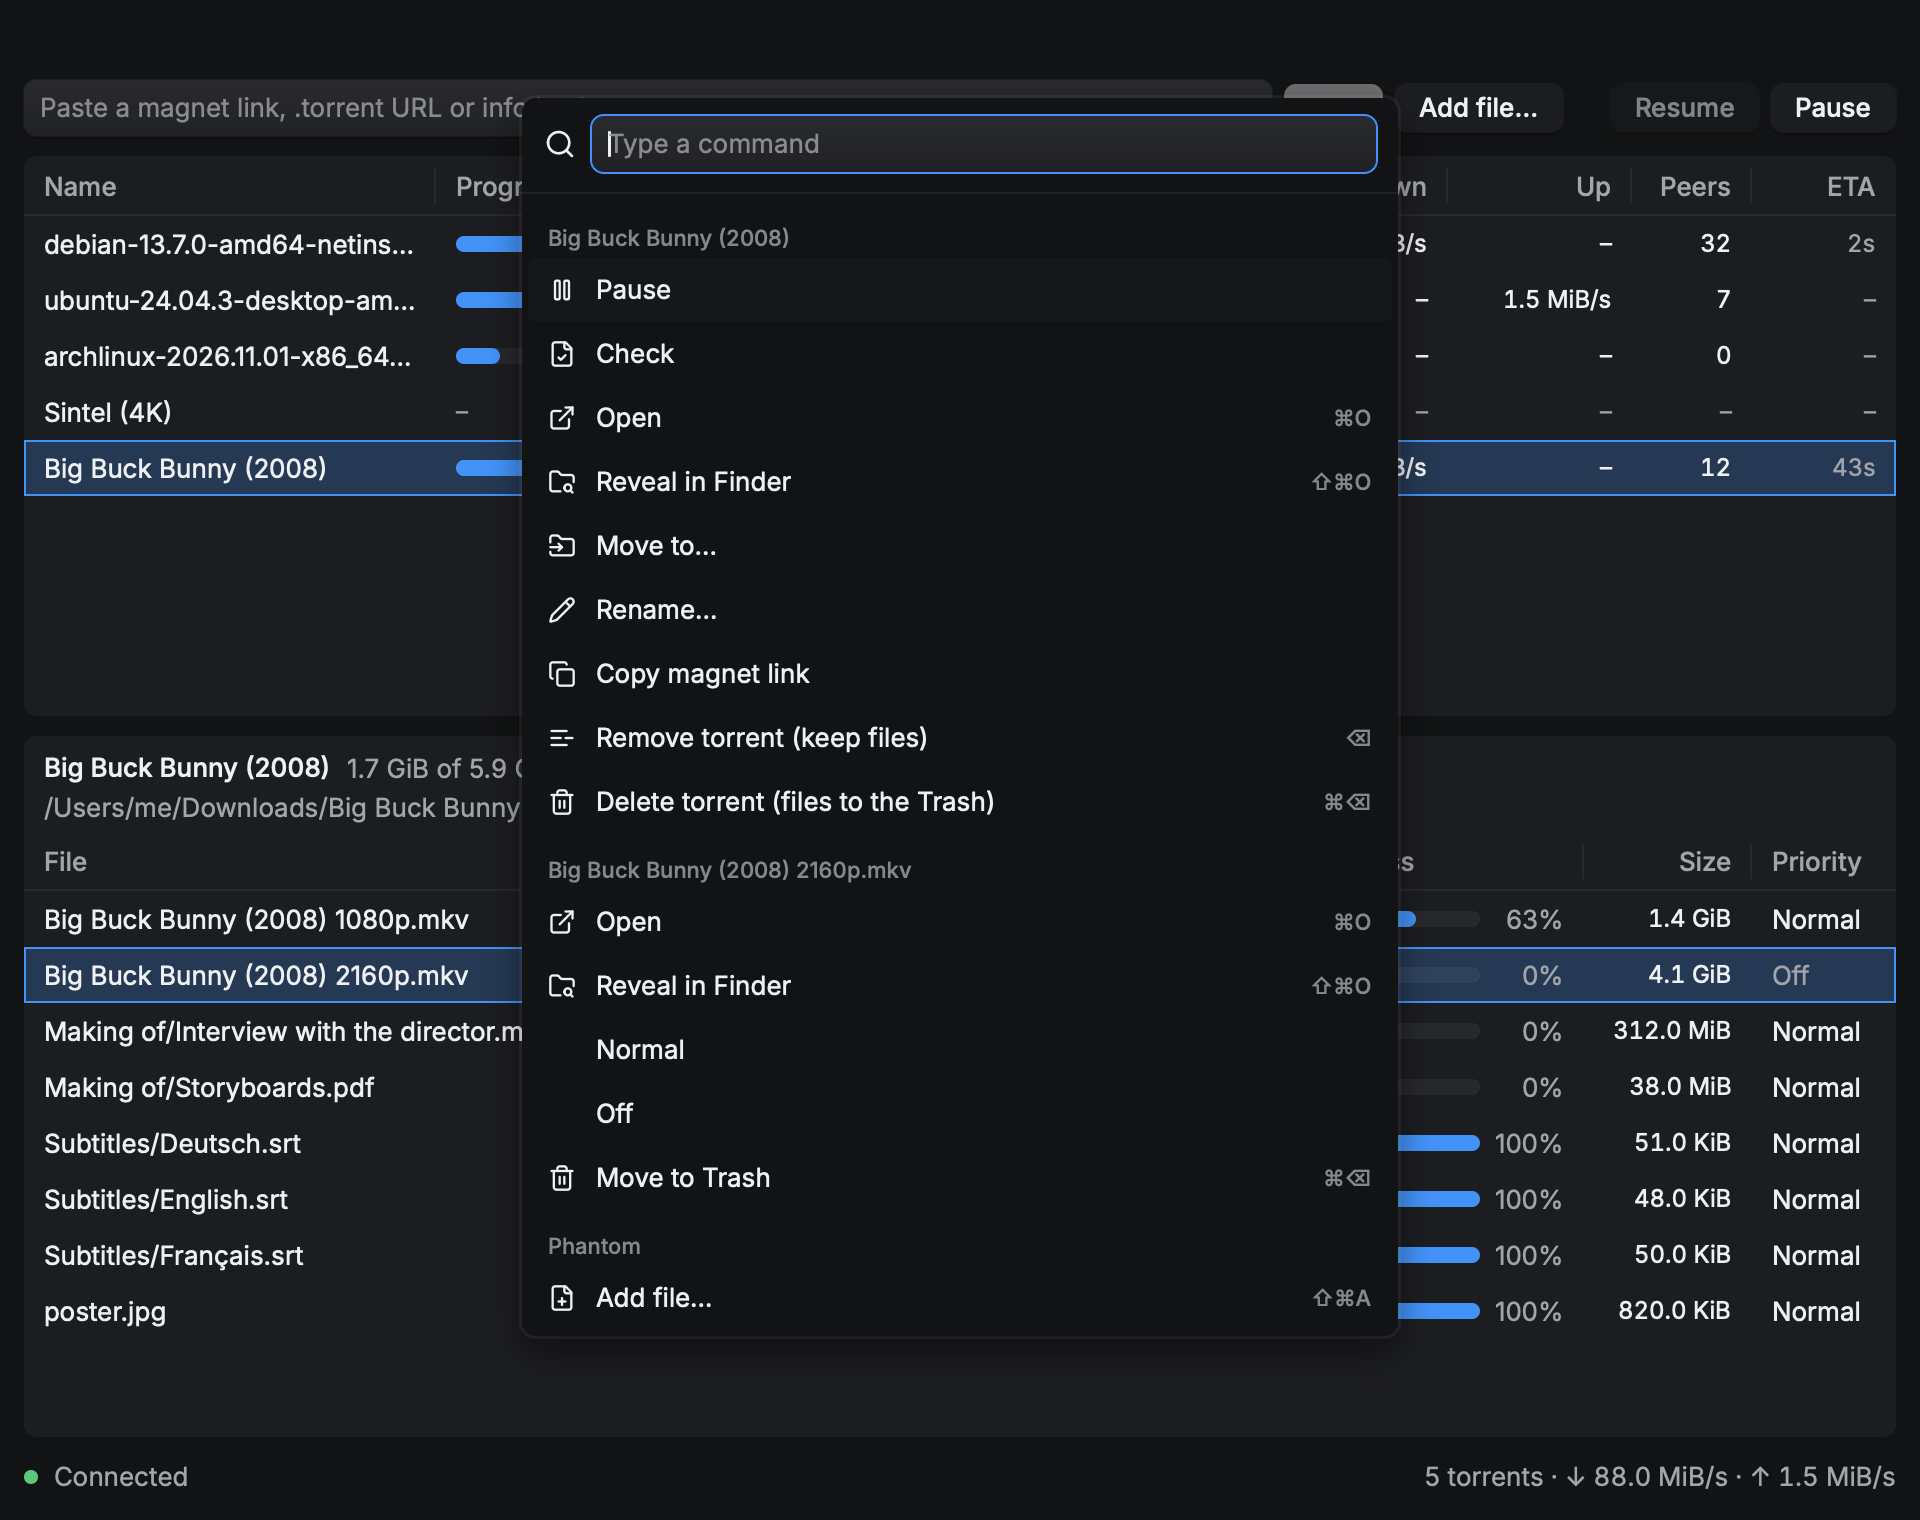 Paste a magnet link, .torrent URL or info
Add file...
Resume
Pause
Type a command
Name
Progr
wn
Up
Peers
ETA
debian-13.7.0-amd64-netins...
B/s
–
32
2s
ubuntu-24.04.3-desktop-am...
–
1.5 MiB/s
7
–
archlinux-2026.11.01-x86_64...
–
–
0
–
Sintel (4K)
–
–
–
–
–
Big Buck Bunny (2008)
B/s
–
12
43s
Big Buck Bunny (2008)
Pause
Check
Open ⌘O
Reveal in Finder ⇧⌘O
Move to...
Rename...
Copy magnet link
Remove torrent (keep files) ⌫
Delete torrent (files to the Trash) ⌘⌫
Big Buck Bunny (2008) 2160p.mkv
Open ⌘O
Reveal in Finder ⇧⌘O
Normal
Off
Move to Trash ⌘⌫
Phantom
Add file... ⇧⌘A
Big Buck Bunny (2008) 1.7 GiB of 5.9
/Users/me/Downloads/Big Buck Bunny
File
ss
Size
Priority
Big Buck Bunny (2008) 1080p.mkv
63%
1.4 GiB
Normal
Big Buck Bunny (2008) 2160p.mkv
0%
4.1 GiB
Off
Making of/Interview with the director.m
0%
312.0 MiB
Normal
Making of/Storyboards.pdf
0%
38.0 MiB
Normal
Subtitles/Deutsch.srt
100%
51.0 KiB
Normal
Subtitles/English.srt
100%
48.0 KiB
Normal
Subtitles/Français.srt
100%
50.0 KiB
Normal
poster.jpg
100%
820.0 KiB
Normal
Connected
5 torrents · ↓ 88.0 MiB/s · ↑ 1.5 MiB/s